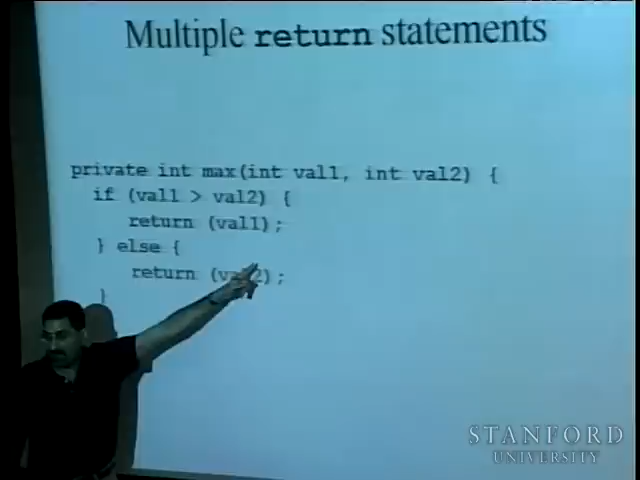 Multiple return statements
private int max(int val1, int val2) {
if (val1 > val2) {
return (val1);
} else {
return (val2);
}
STANFORD
UNIVERSITY